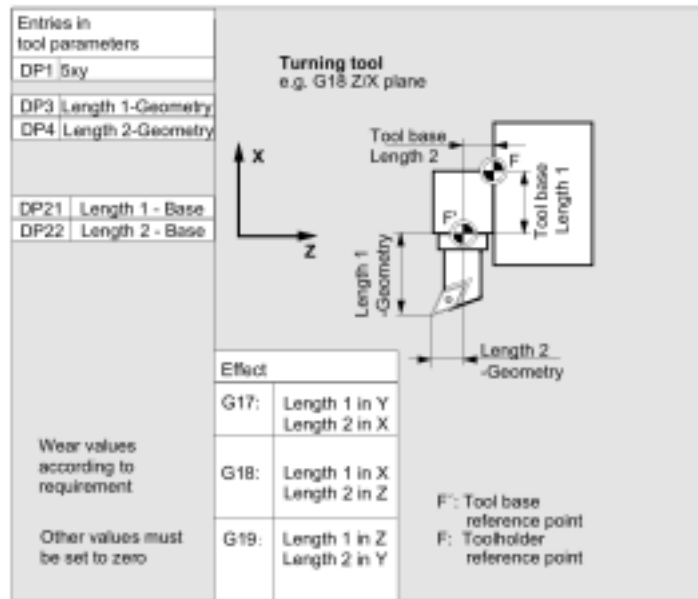 Entries in
tool parameters
DP1 5xy
DP3 Length 1-Geometry
DP4 Length 2-Geometry
DP21 Length 1 - Base
DP22 Length 2 - Base
Turning tool
e.g. G18 Z/X plane
X
Z
Tool base
Length 2
F
F'
Tool base
Length 1
Length 1
-Geometry
Length 2
-Geometry
Effect
G17: Length 1 in Y
Length 2 in X
G18: Length 1 in X
Length 2 in Z
G19: Length 1 in Z
Length 2 in Y
Wear values
according to
requirement
Other values must
be set to zero
F': Tool base
reference point
F: Toolholder
reference point